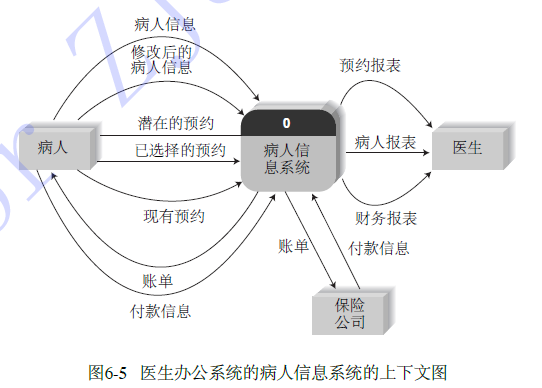 病人信息
修改后的
病人信息
预约报表
潜在的预约
0
病人
已选择的预约
病人信
息系统
病人报表
医生
现有预约
财务报表
账单
付款信息
账单
付款信息
保险
公司
图6-5 医生办公系统的病人信息系统的上下文图